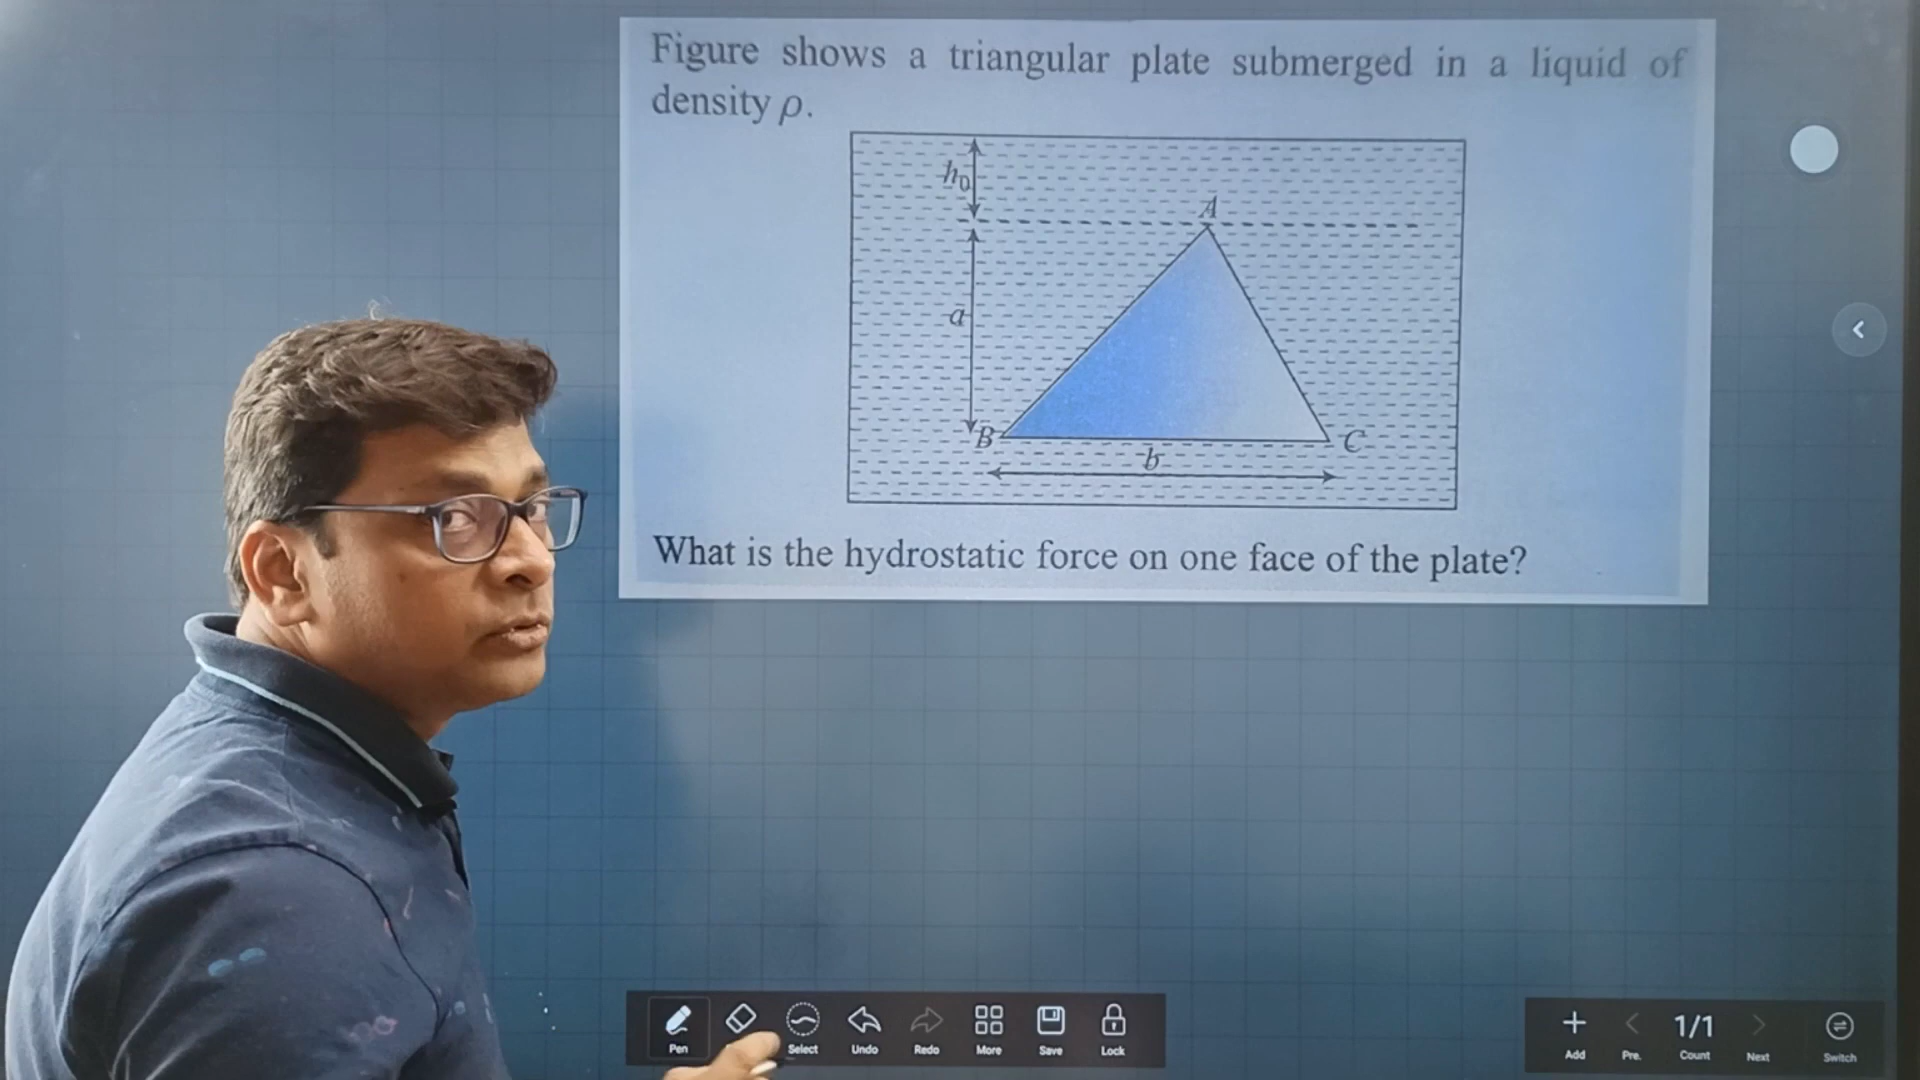 Figure shows a triangular plate submerged in a liquid of
density ρ.
h₀
A
a
B
C
b
What is the hydrostatic force on one face of the plate?
Pen
Select
Undo
Redo
More
Save
Lock
Add
Pre.
1/1
Count
Next
Switch